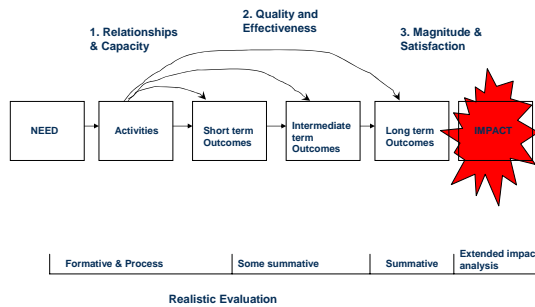 1. Relationships
& Capacity
2. Quality and
Effectiveness
3. Magnitude &
Satisfaction
NEED
Activities
Short term
Outcomes
Intermediate
term
Outcomes
Long term
Outcomes
IMPACT
Formative & Process
Some summative
Summative
Extended impac
analysis
Realistic Evaluation